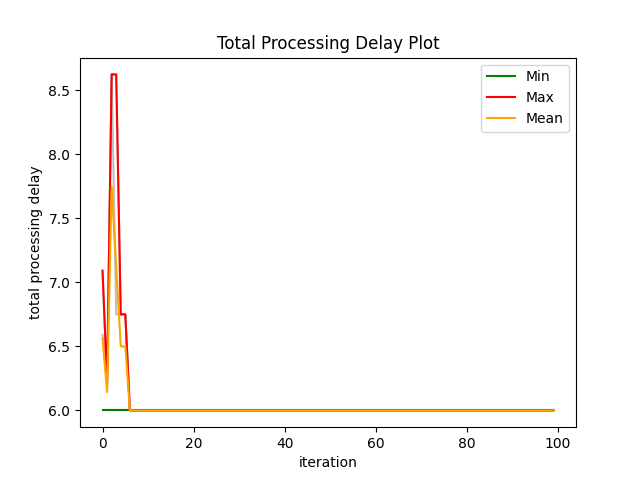 Total Processing Delay Plot
Min
Max
Mean
8.5
8.0
7.5
7.0
6.5
6.0
total processing delay
0
20
40
60
80
100
iteration